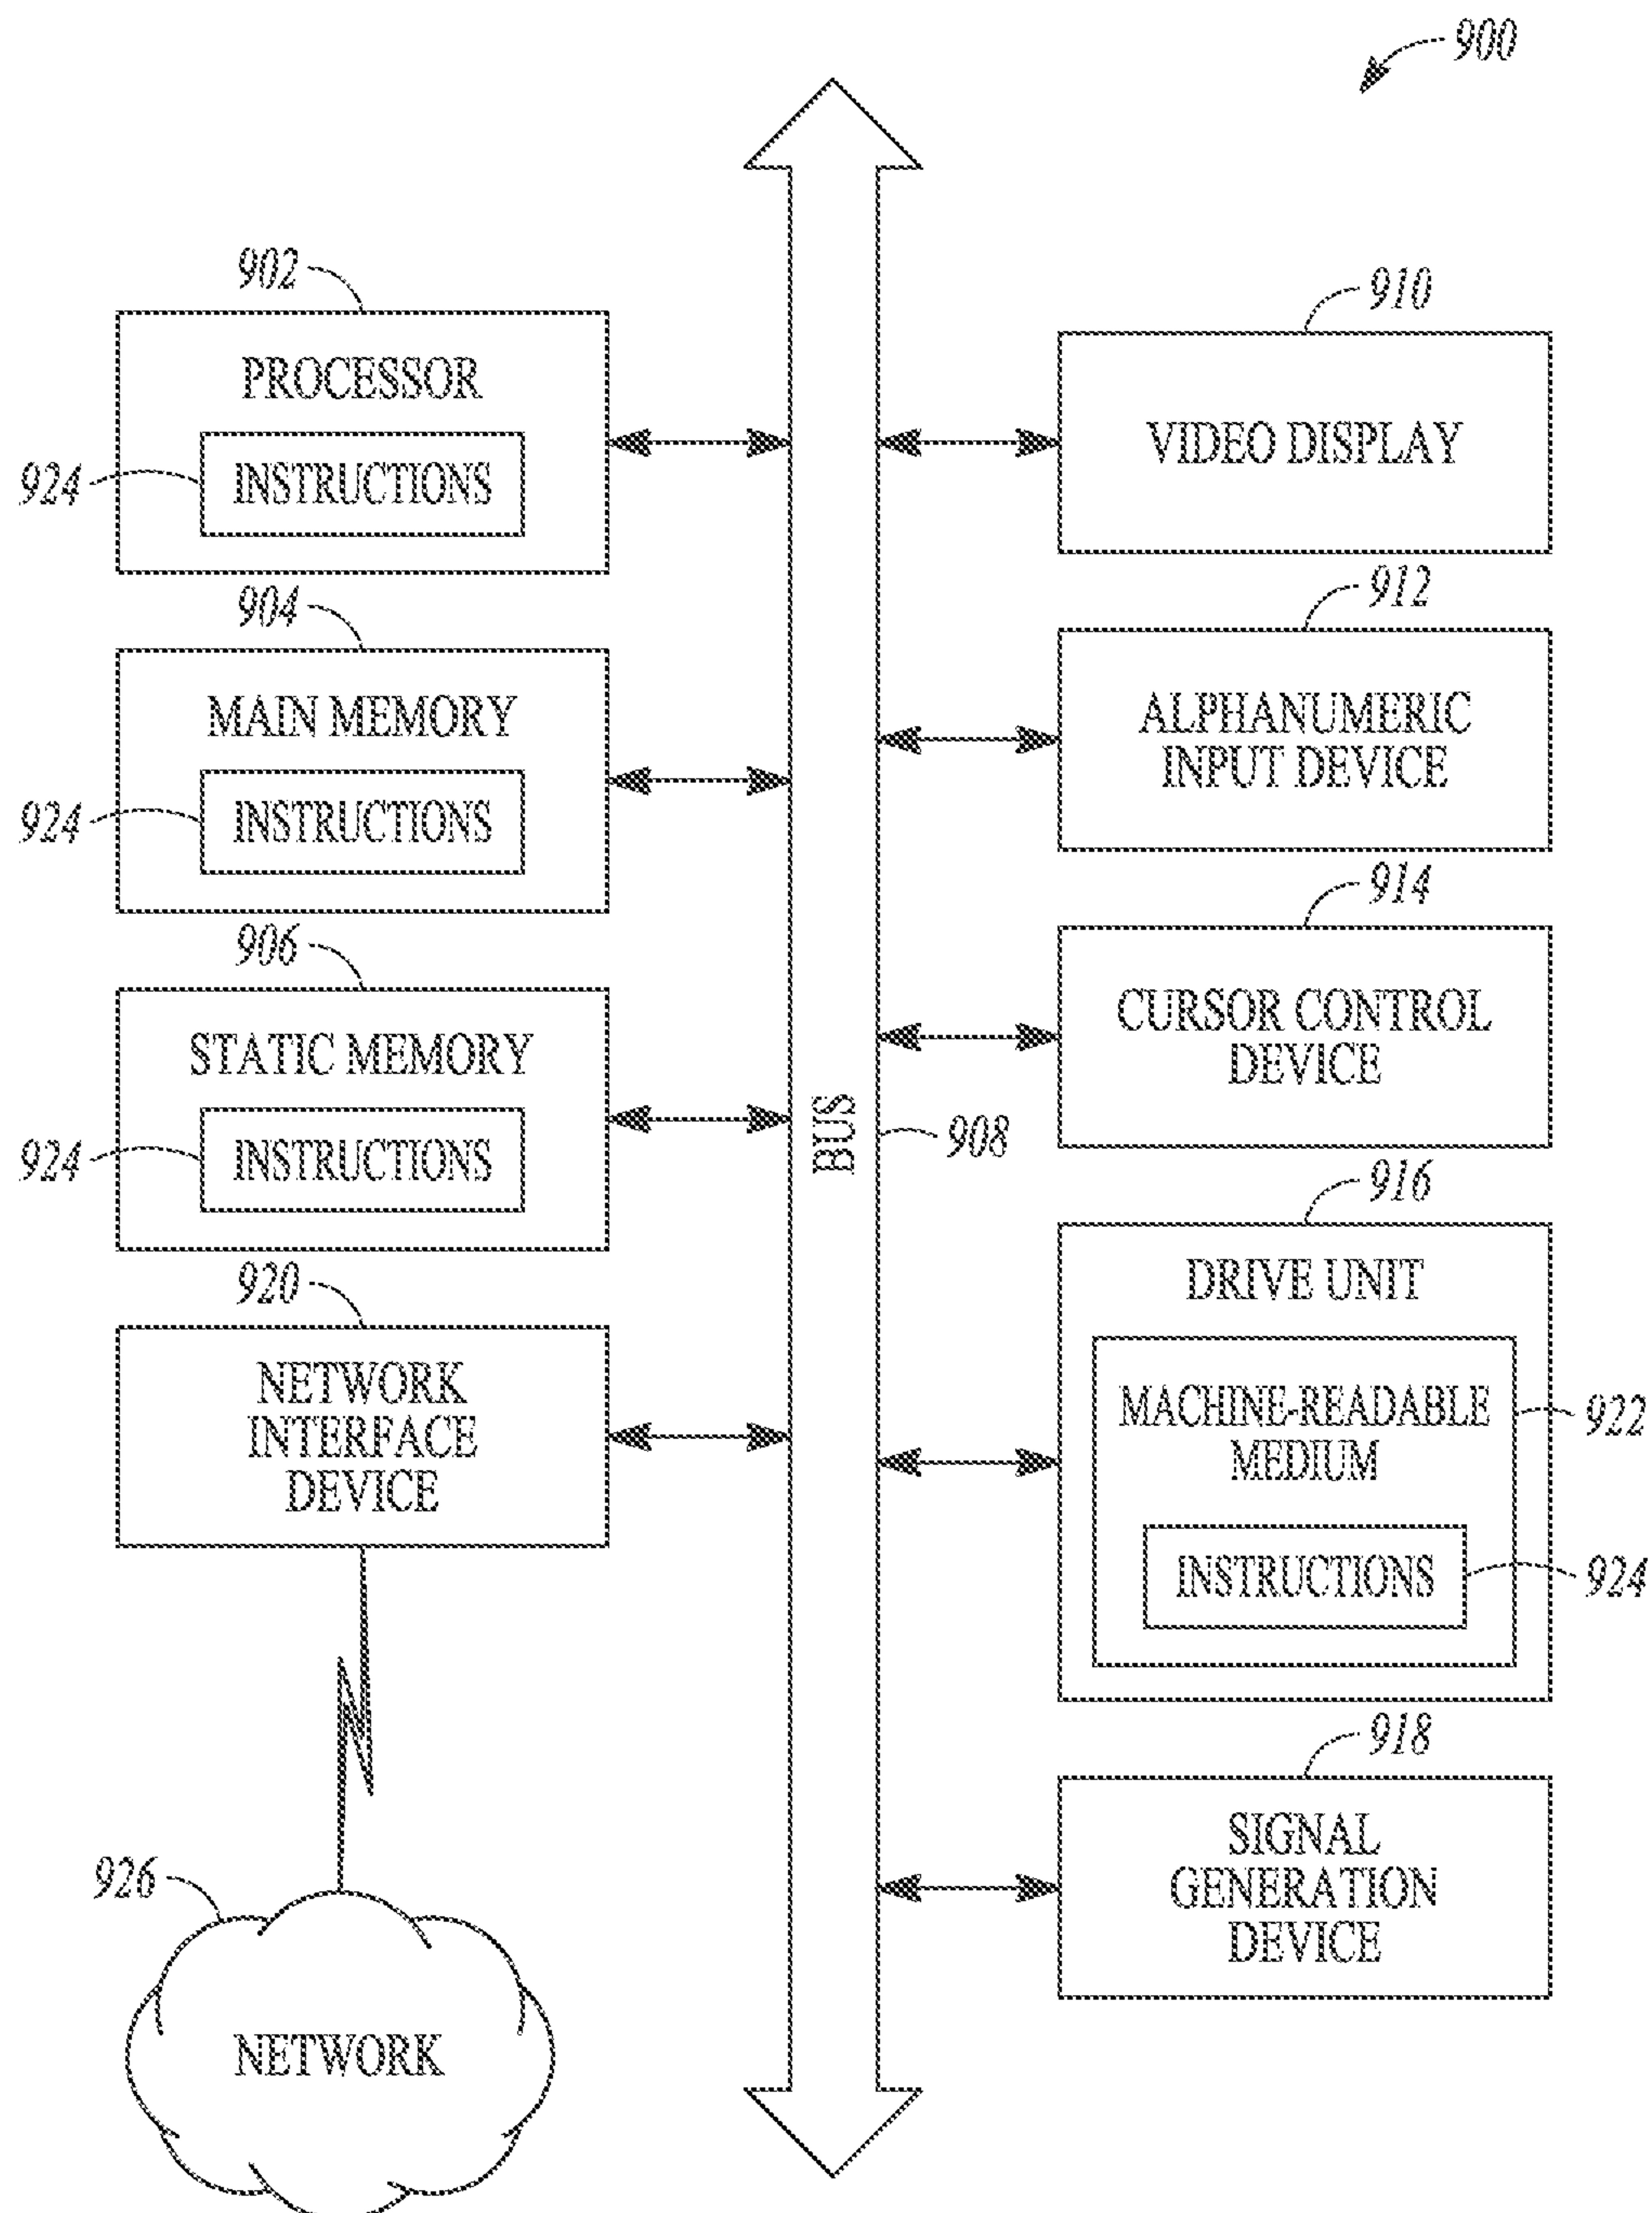 900
902
PROCESSOR
924
INSTRUCTIONS
904
MAIN MEMORY
924
INSTRUCTIONS
906
STATIC MEMORY
924
INSTRUCTIONS
920
NETWORK
INTERFACE
DEVICE
926
NETWORK
BUS
908
910
VIDEO DISPLAY
912
ALPHANUMERIC
INPUT DEVICE
914
CURSOR CONTROL
DEVICE
916
DRIVE UNIT
MACHINE-READABLE
MEDIUM
922
INSTRUCTIONS
924
918
SIGNAL
GENERATION
DEVICE